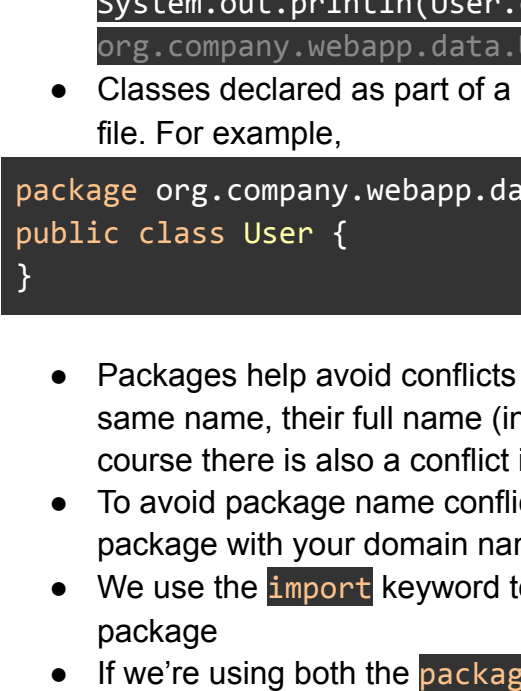 System.out.println(User.
org.company.webapp.data.
● Classes declared as part of a
file. For example,
package org.company.webapp.da
public class User {
}
● Packages help avoid conflicts
same name, their full name (in
course there is also a conflict i
● To avoid package name conflic
package with your domain nam
● We use the import keyword to
package
● If we’re using both the packag